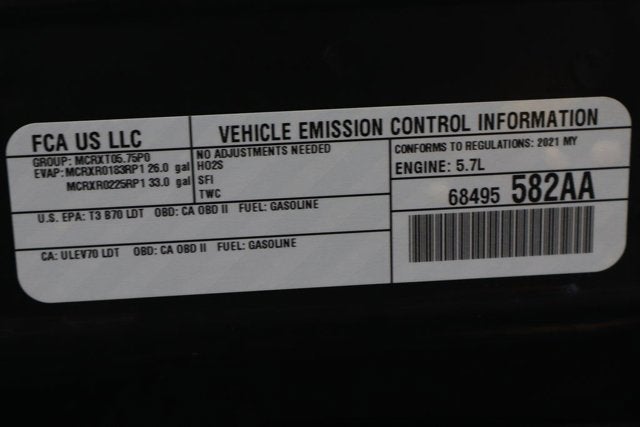 FCA US LLC
VEHICLE EMISSION CONTROL INFORMATION
GROUP: MCRXT05.75P0
EVAP: MCRXR0183RP1 26.0 gal
MCRXR0225RP1 33.0 gal
NO ADJUSTMENTS NEEDED
HO2S
SFI
TWC
CONFORMS TO REGULATIONS: 2021 MY
ENGINE: 5.7L
68495 582AA
U.S. EPA: T3 B70 LDT OBD: CA OBD II FUEL: GASOLINE
CA: ULEV70 LDT OBD: CA OBD II FUEL: GASOLINE